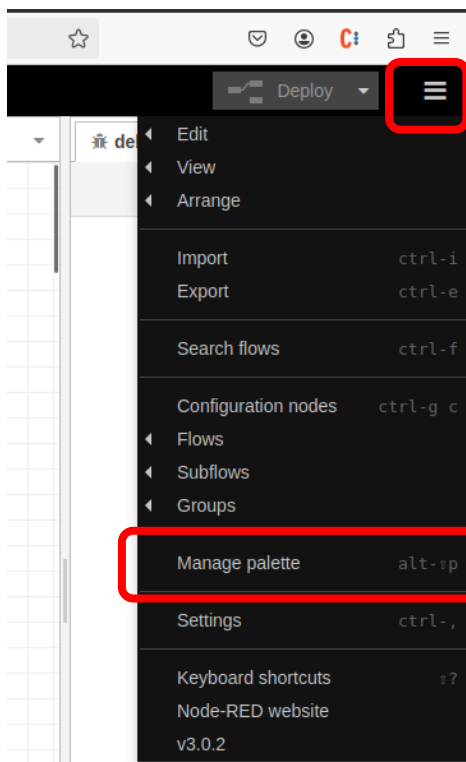 Deploy
de
Edit
View
Arrange
Import ctrl-i
Export ctrl-e
Search flows ctrl-f
Configuration nodes ctrl-g c
Flows
Subflows
Groups
Manage palette alt-⇧p
Settings ctrl-,
Keyboard shortcuts ⇧?
Node-RED website
v3.0.2